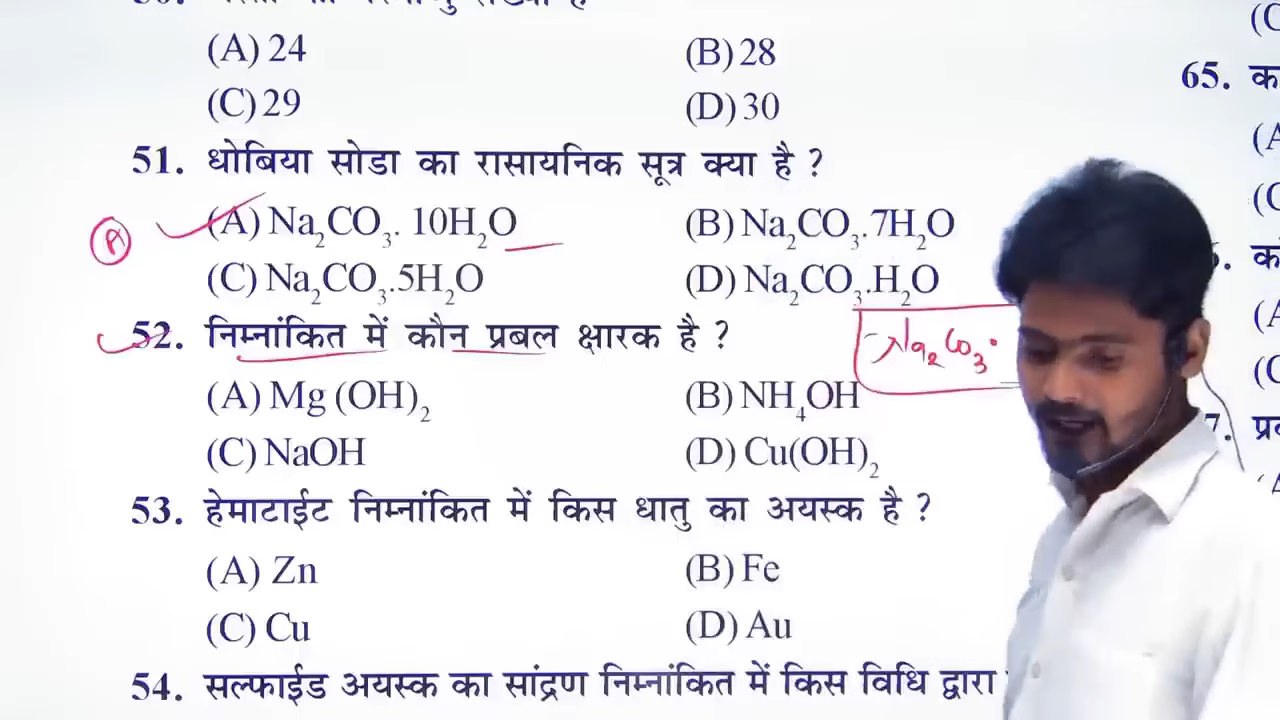 (A) 24 (B) 28
(C) 29 (D) 30
51. धोबिया सोडा का रासायनिक सूत्र क्या है ?
(A) Na₂CO₃. 10H₂O (B) Na₂CO₃.7H₂O
(A)
(C) Na₂CO₃.5H₂O (D) Na₂CO₃.H₂O
52. निम्नांकित में कौन प्रबल क्षारक है ?
Na₂CO₃.
(A) Mg (OH)₂ (B) NH₄OH
(C) NaOH (D) Cu(OH)₂
53. हेमाटाईट निम्नांकित में किस धातु का अयस्क है ?
(A) Zn (B) Fe
(C) Cu (D) Au
54. सल्फाईड अयस्क का सांद्रण निम्नांकित में किस विधि द्वारा
65.